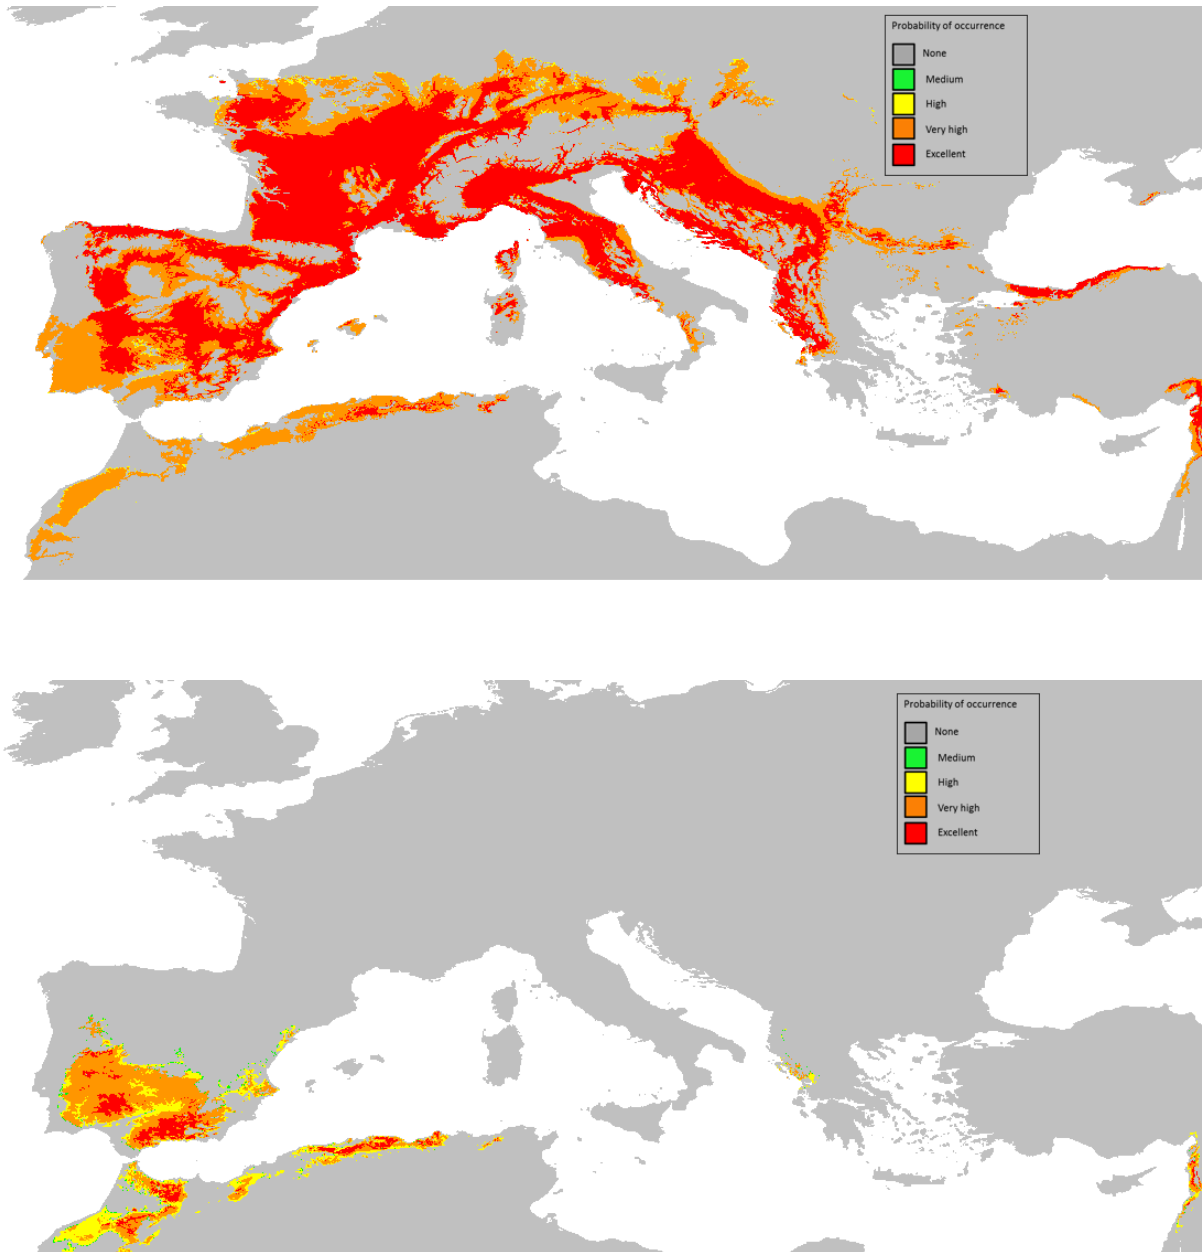 Probability of occurrence
None
Medium
High
Very high
Excellent
Probability of occurrence
None
Medium
High
Very high
Excellent